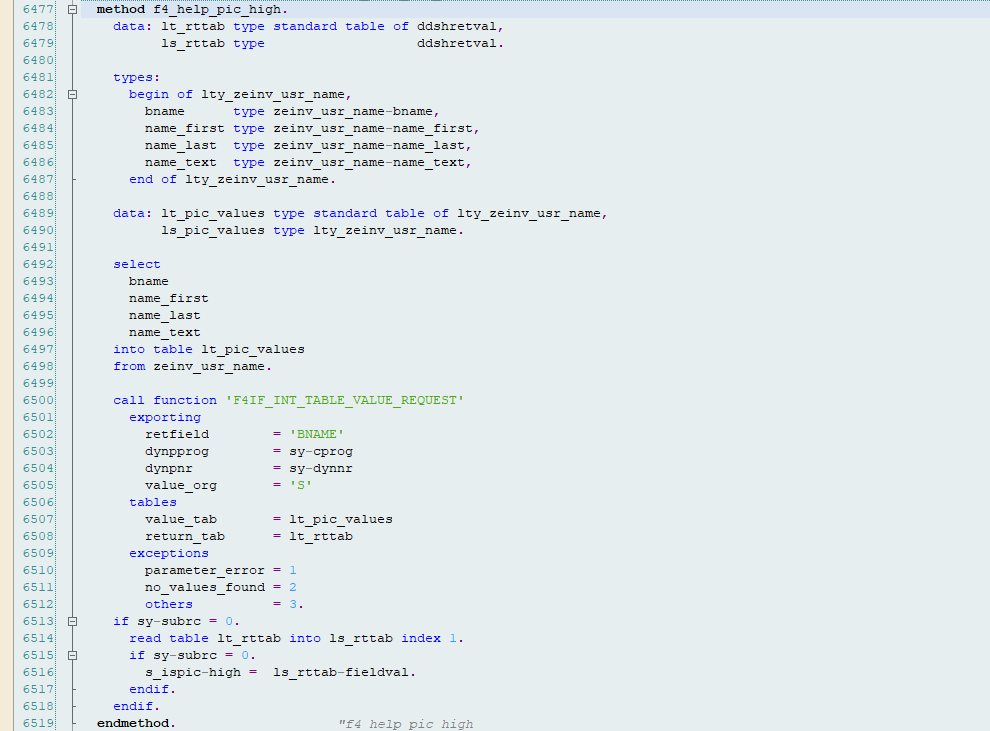 6477 method f4_help_pic_high.
6478 data: lt_rttab type standard table of ddshretval,
6479 ls_rttab type ddshretval.
6480
6481 types:
6482 begin of lty_zeinv_usr_name,
6483 bname type zeinv_usr_name-bname,
6484 name_first type zeinv_usr_name-name_first,
6485 name_last type zeinv_usr_name-name_last,
6486 name_text type zeinv_usr_name-name_text,
6487 end of lty_zeinv_usr_name.
6488
6489 data: lt_pic_values type standard table of lty_zeinv_usr_name,
6490 ls_pic_values type lty_zeinv_usr_name.
6491
6492 select
6493 bname
6494 name_first
6495 name_last
6496 name_text
6497 into table lt_pic_values
6498 from zeinv_usr_name.
6499
6500 call function 'F4IF_INT_TABLE_VALUE_REQUEST'
6501 exporting
6502 retfield = 'BNAME'
6503 dynpprog = sy-cprog
6504 dynpnr = sy-dynnr
6505 value_org = 'S'
6506 tables
6507 value_tab = lt_pic_values
6508 return_tab = lt_rttab
6509 exceptions
6510 parameter_error = 1
6511 no_values_found = 2
6512 others = 3.
6513 if sy-subrc = 0.
6514 read table lt_rttab into ls_rttab index 1.
6515 if sy-subrc = 0.
6516 s_ispic-high = ls_rttab-fieldval.
6517 endif.
6518 endif.
6519 endmethod. "f4_help_pic_high